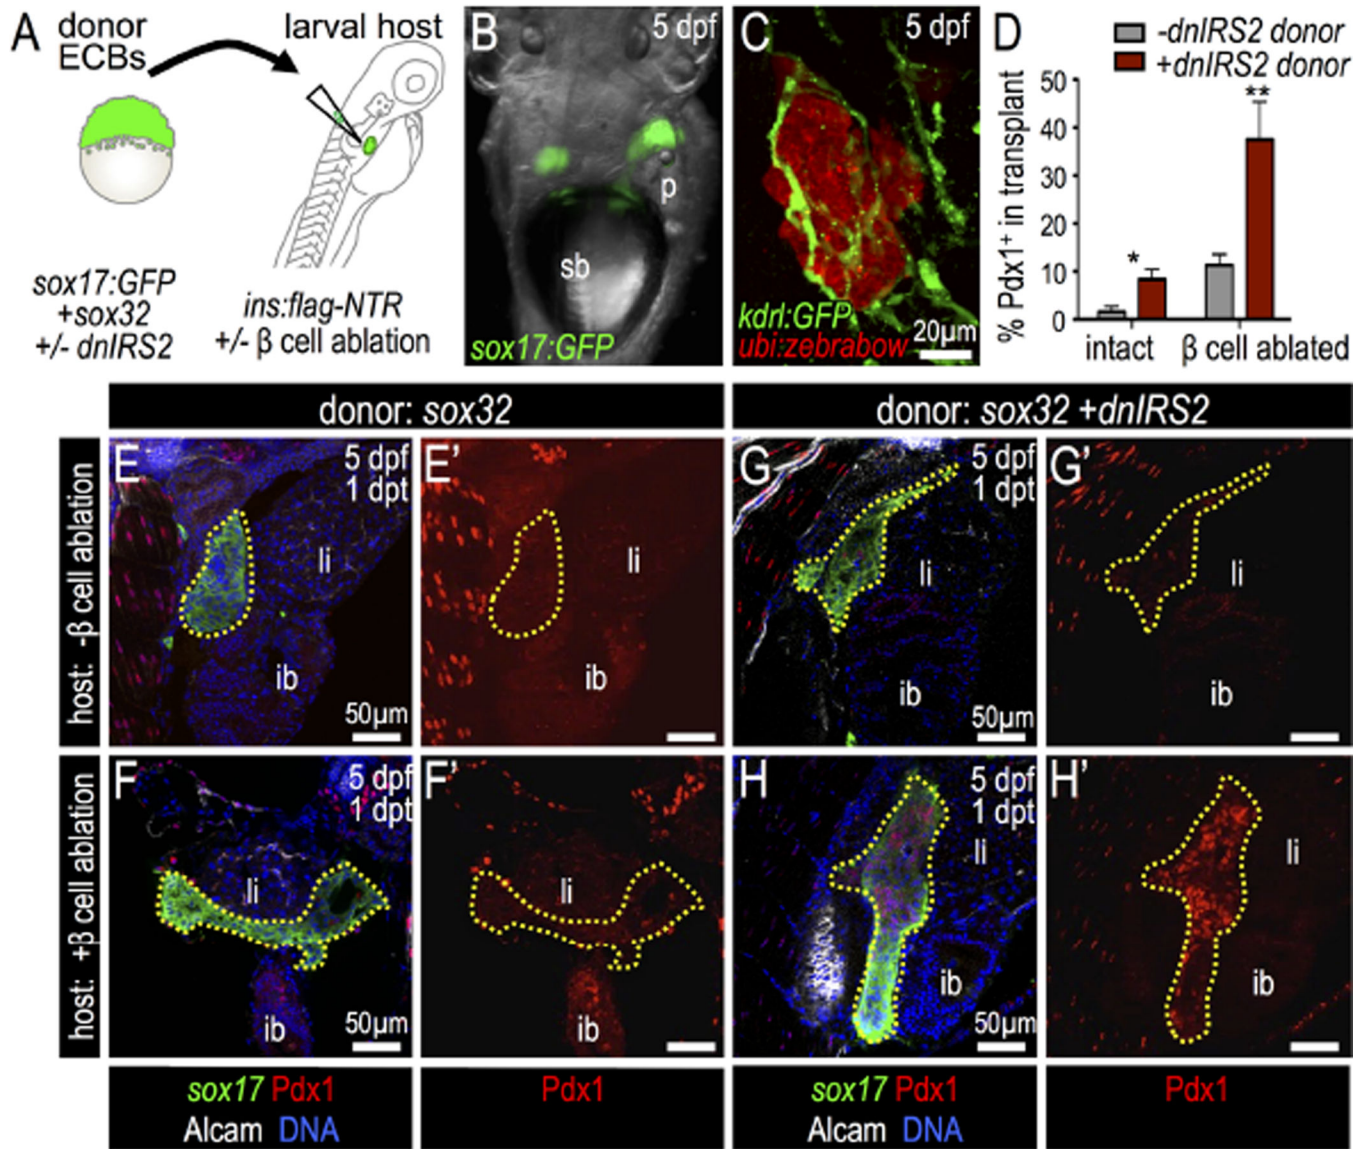 A
donor
ECBs
larval host
sox17:GFP
+sox32
+/- dnIRS2
ins:flag-NTR
+/- β cell ablation
B
5 dpf
p
sb
sox17:GFP
C
5 dpf
kdrl:GFP
ubi:zebrabow
20µm
D
-dnIRS2 donor
+dnIRS2 donor
% Pdx1⁺ in transplant
50
40
30
20
10
0
*
**
intact
β cell ablated
donor: sox32
donor: sox32 +dnIRS2
host: -β cell ablation
E
5 dpf
1 dpt
li
ib
50µm
E'
li
ib
G
5 dpf
1 dpt
li
ib
50µm
G'
li
ib
host: +β cell ablation
F
5 dpf
1 dpt
li
ib
50µm
F'
li
ib
H
5 dpf
1 dpt
li
ib
50µm
H'
li
ib
sox17 Pdx1
Alcam DNA
Pdx1
sox17 Pdx1
Alcam DNA
Pdx1